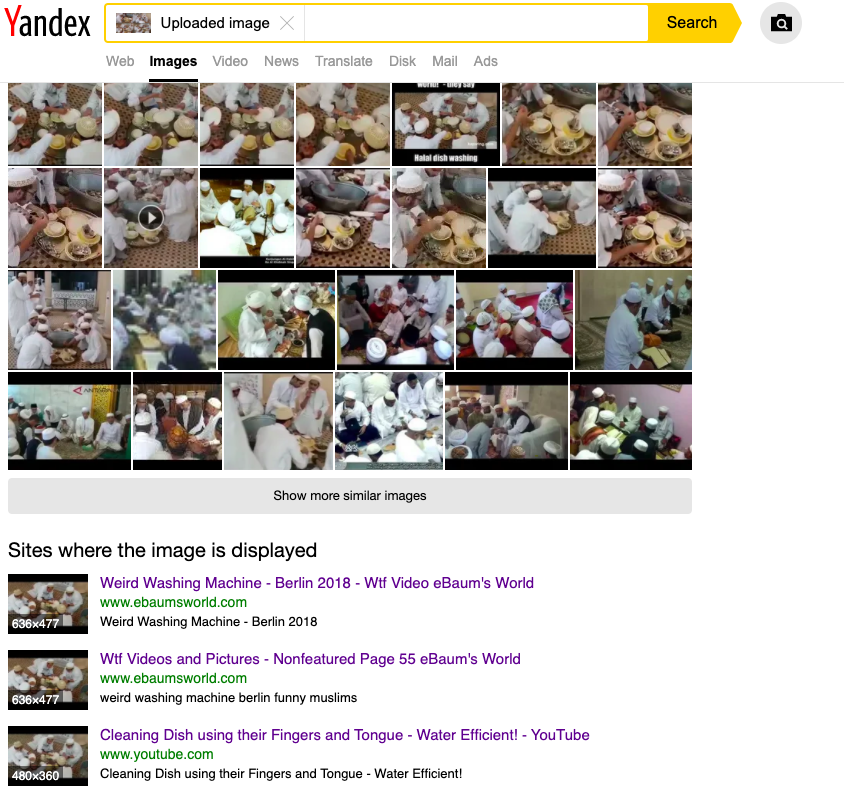 Yandex
Uploaded image
Search
Web Images Video News Translate Disk Mail Ads
world! - they say
Halal dish washing
Show more similar images
Sites where the image is displayed
636×477
Weird Washing Machine - Berlin 2018 - Wtf Video eBaum's World
www.ebaumsworld.com
Weird Washing Machine - Berlin 2018
636×477
Wtf Videos and Pictures - Nonfeatured Page 55 eBaum's World
www.ebaumsworld.com
weird washing machine berlin funny muslims
480×360
Cleaning Dish using their Fingers and Tongue - Water Efficient! - YouTube
www.youtube.com
Cleaning Dish using their Fingers and Tongue - Water Efficient!